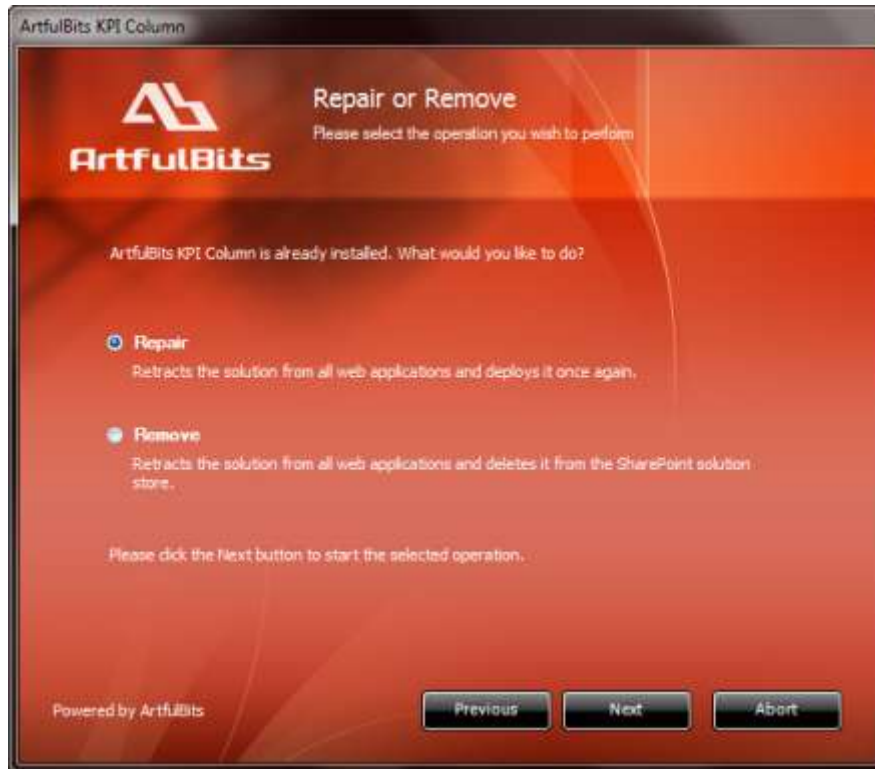 ArtfulBits KPI Column
ArtfulBits
Repair or Remove
Please select the operation you wish to perform
ArtfulBits KPI Column is already installed. What would you like to do?
Repair
Retracts the solution from all web applications and deploys it once again.
Remove
Retracts the solution from all web applications and deletes it from the SharePoint solution
store.
Please click the Next button to start the selected operation.
Powered by ArtfulBits
Previous
Next
Abort